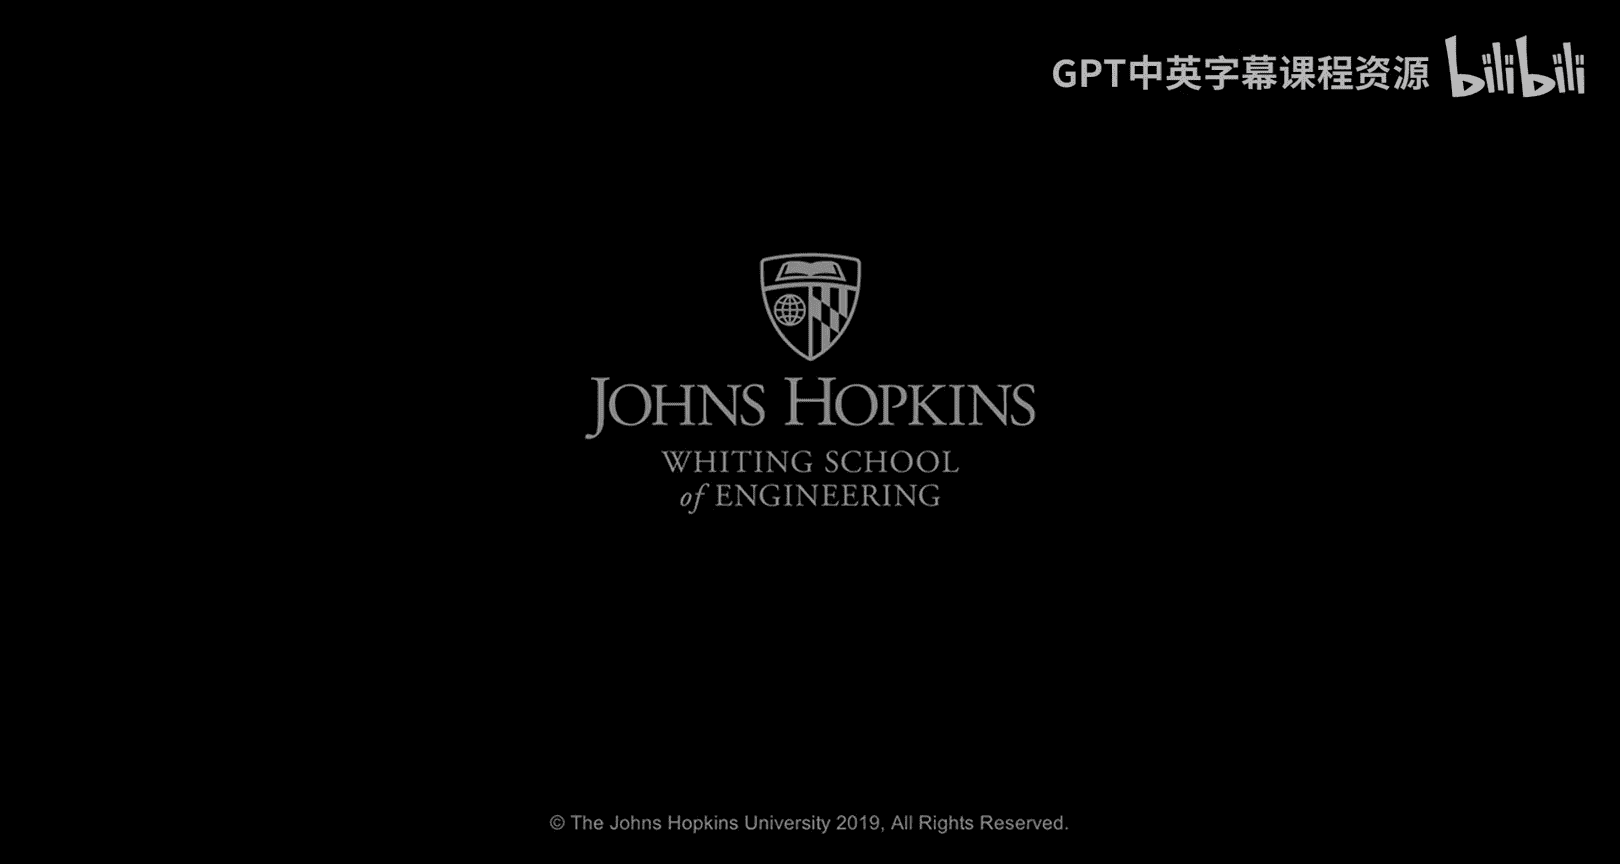 GPT中英字幕课程资源 bilibili
JOHNS HOPKINS
WHITING SCHOOL
of ENGINEERING
© The Johns Hopkins University 2019, All Rights Reserved.